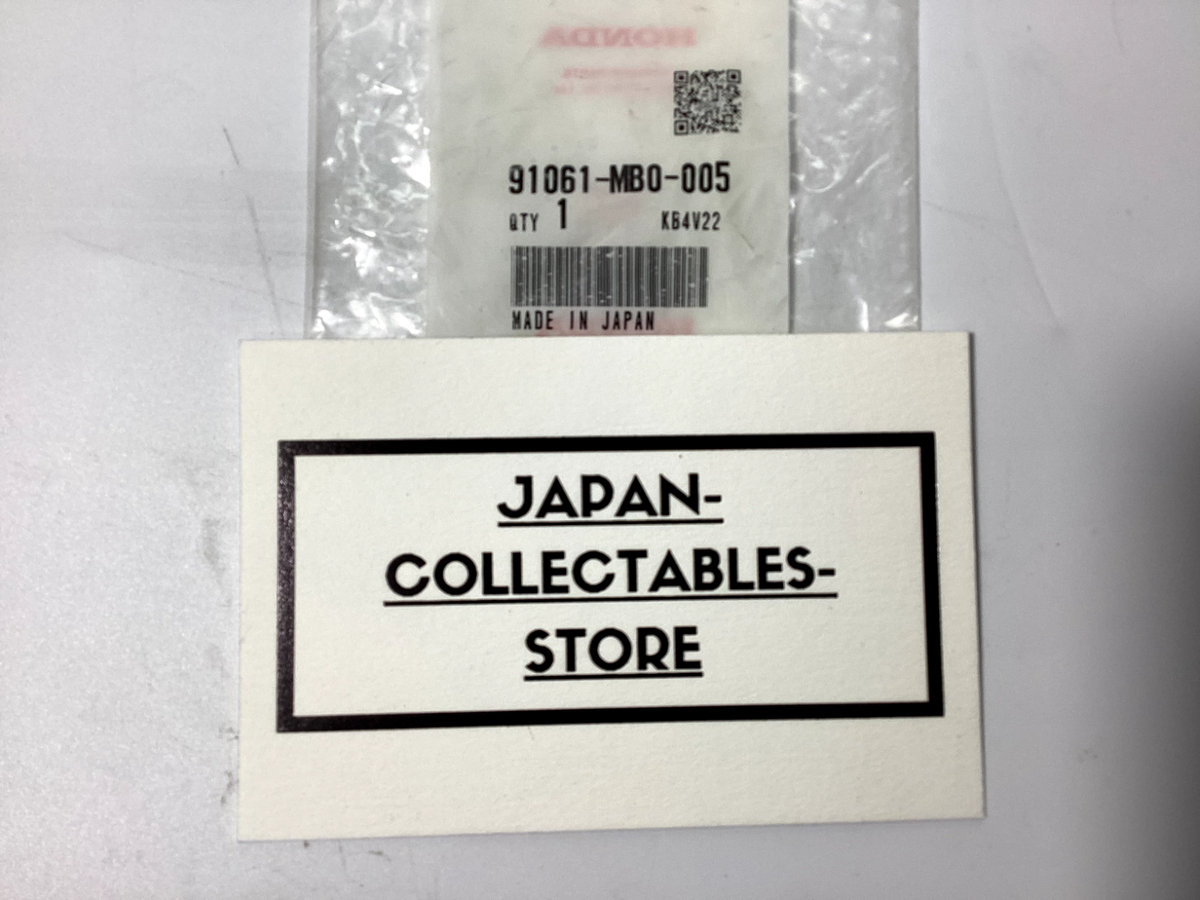 HONDA
91061-MB0-005
QTY 1 KB4V22
MADE IN JAPAN
JAPAN-
COLLECTABLES-
STORE